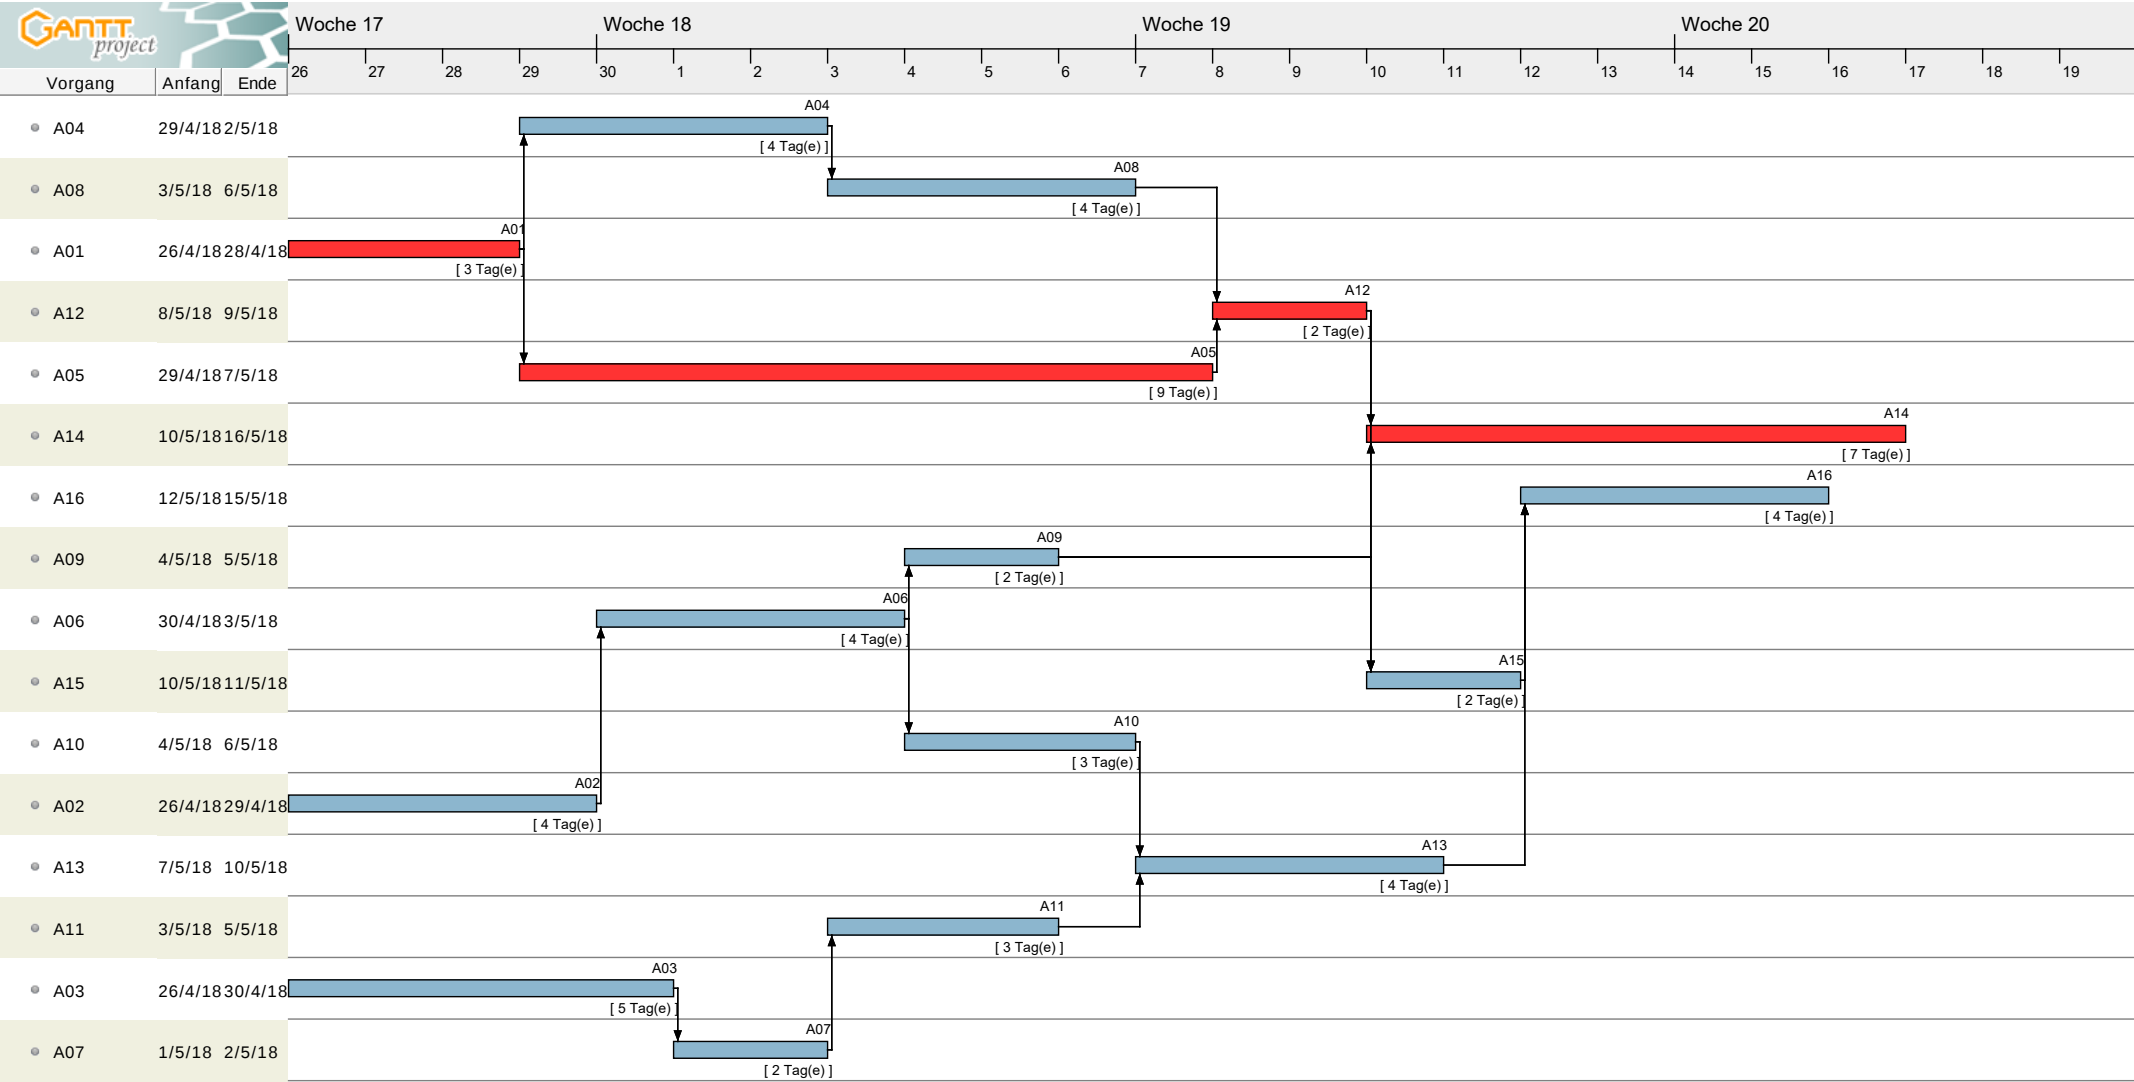 GANTT
project
Woche 17 Woche 18 Woche 19 Woche 20
26 27 28 29 30 1 2 3 4 5 6 7 8 9 10 11 12 13 14 15 16 17 18 19
Vorgang Anfang Ende
A04
A04 29/4/18 2/5/18
[ 4 Tag(e) ]
A08
A08 3/5/18 6/5/18
[ 4 Tag(e) ]
A01
A01 26/4/18 28/4/18
[ 3 Tag(e) ]
A12
A12 8/5/18 9/5/18
[ 2 Tag(e) ]
A05
A05 29/4/18 7/5/18
[ 9 Tag(e) ]
A14
A14 10/5/18 16/5/18
[ 7 Tag(e) ]
A16
A16 12/5/18 15/5/18
[ 4 Tag(e) ]
A09
A09 4/5/18 5/5/18
[ 2 Tag(e) ]
A06
A06 30/4/18 3/5/18
[ 4 Tag(e) ]
A15
A15 10/5/18 11/5/18
[ 2 Tag(e) ]
A10
A10 4/5/18 6/5/18
[ 3 Tag(e) ]
A02
A02 26/4/18 29/4/18
[ 4 Tag(e) ]
A13
A13 7/5/18 10/5/18
[ 4 Tag(e) ]
A11
A11 3/5/18 5/5/18
[ 3 Tag(e) ]
A03
A03 26/4/18 30/4/18
[ 5 Tag(e) ]
A07
A07 1/5/18 2/5/18
[ 2 Tag(e) ]